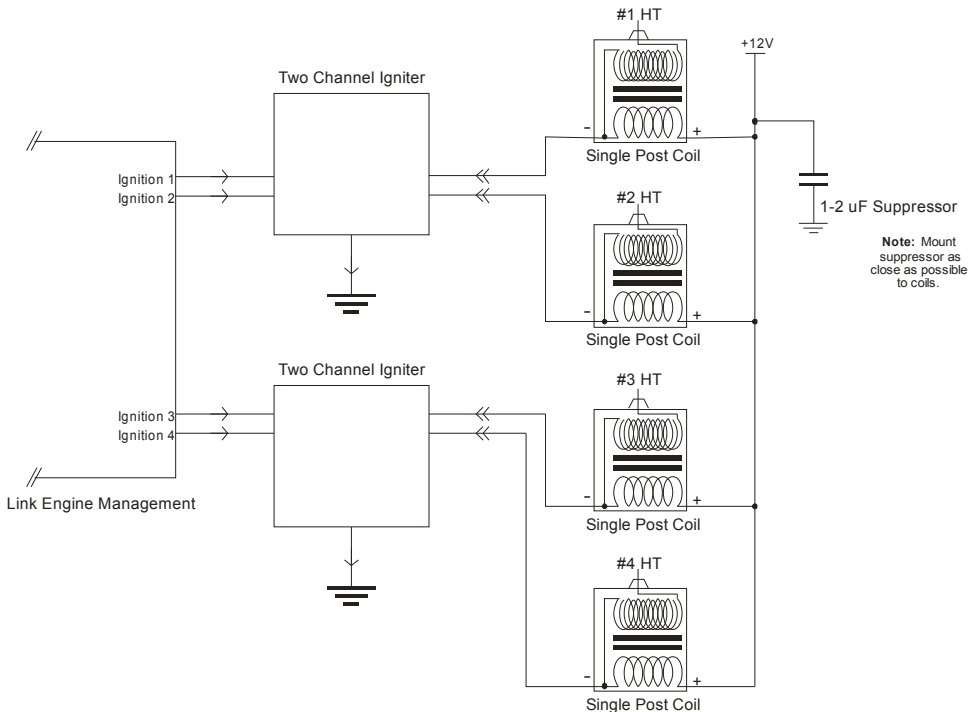 #1 HT
+12V
Two Channel Igniter
-
+
Single Post Coil
Ignition 1
Ignition 2
#2 HT
1-2 uF Suppressor
Note: Mount
suppressor as
close as possible
to coils.
-
+
Single Post Coil
Two Channel Igniter
#3 HT
Ignition 3
Ignition 4
-
+
Single Post Coil
Link Engine Management
#4 HT
-
+
Single Post Coil